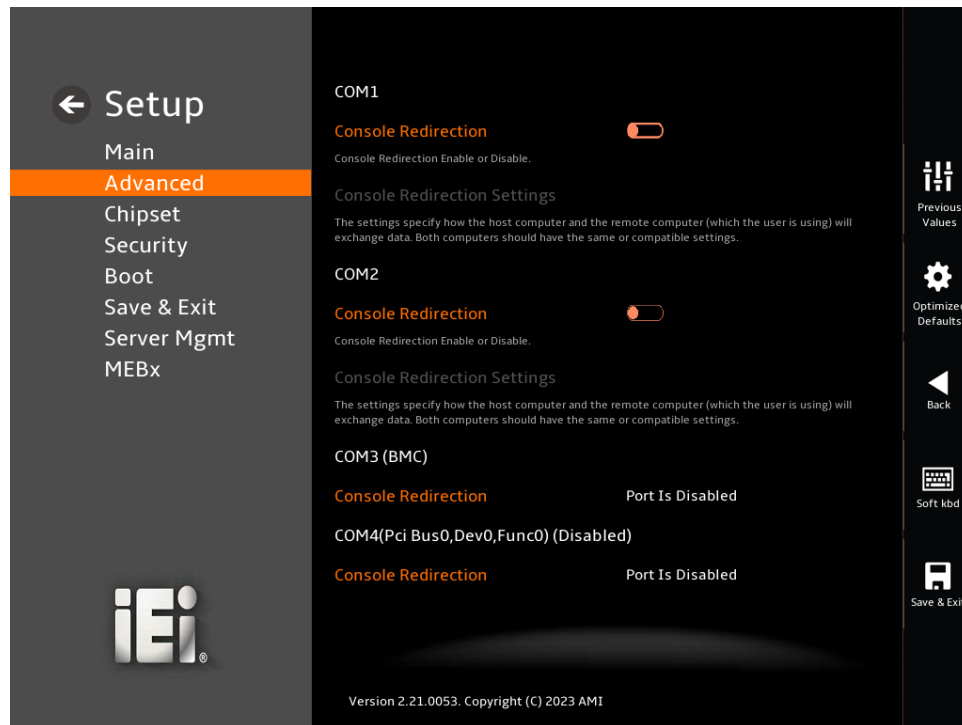 Setup
Main
Advanced
Chipset
Security
Boot
Save & Exit
Server Mgmt
MEBx
iEi®
COM1
Console Redirection
Console Redirection Enable or Disable.
Console Redirection Settings
The settings specify how the host computer and the remote computer (which the user is using) will
exchange data. Both computers should have the same or compatible settings.
COM2
Console Redirection
Console Redirection Enable or Disable.
Console Redirection Settings
The settings specify how the host computer and the remote computer (which the user is using) will
exchange data. Both computers should have the same or compatible settings.
COM3 (BMC)
Console Redirection Port Is Disabled
COM4(Pci Bus0,Dev0,Func0) (Disabled)
Console Redirection Port Is Disabled
Version 2.21.0053. Copyright (C) 2023 AMI
Previous
Values
Optimized
Defaults
Back
Soft kbd
Save & Exi